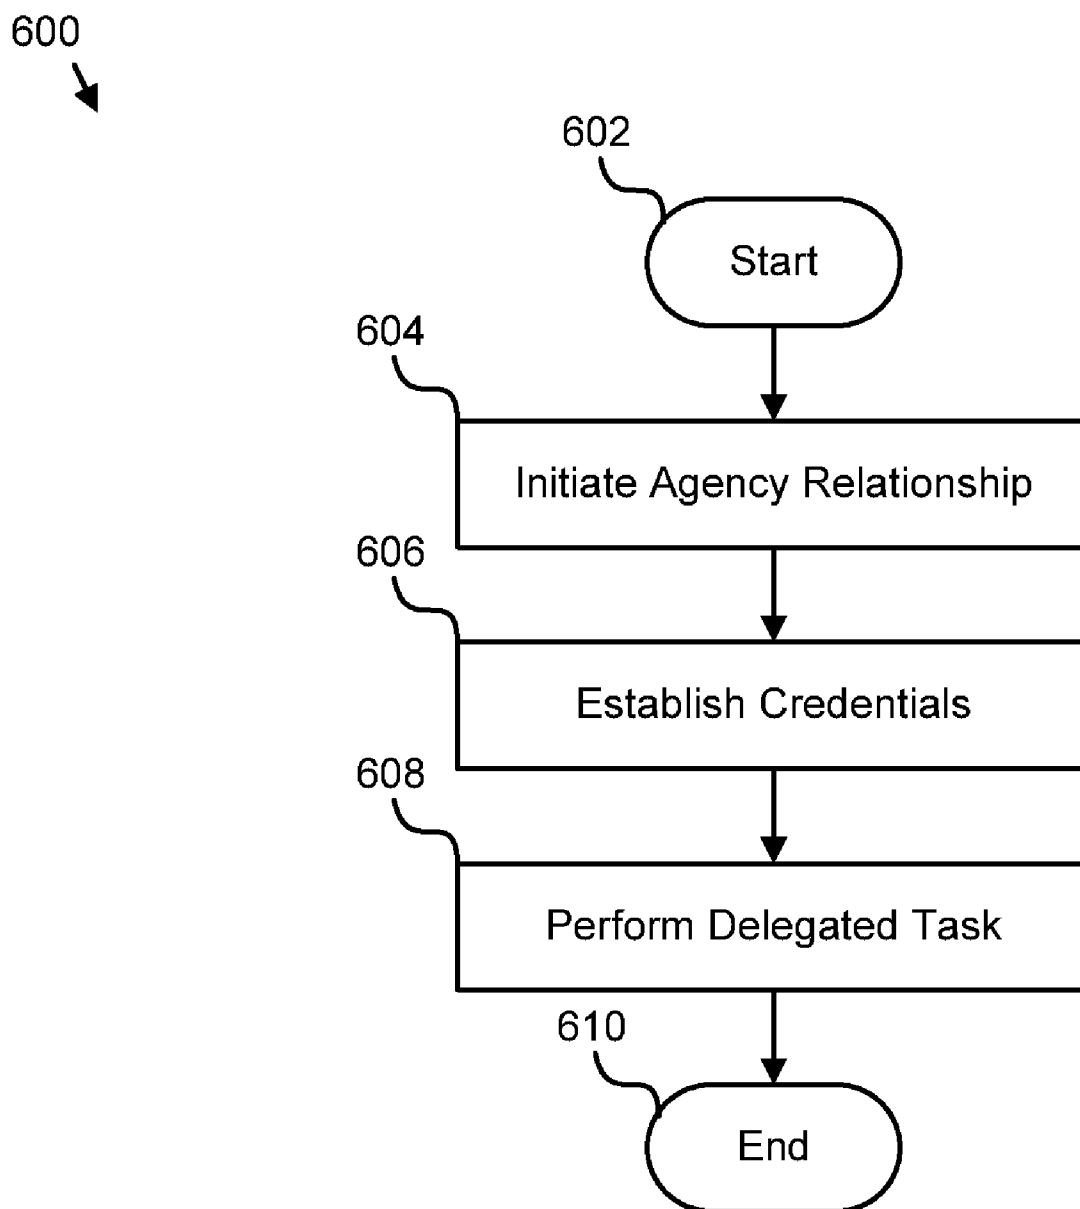 600
602
Start
604
Initiate Agency Relationship
606
Establish Credentials
608
Perform Delegated Task
610
End